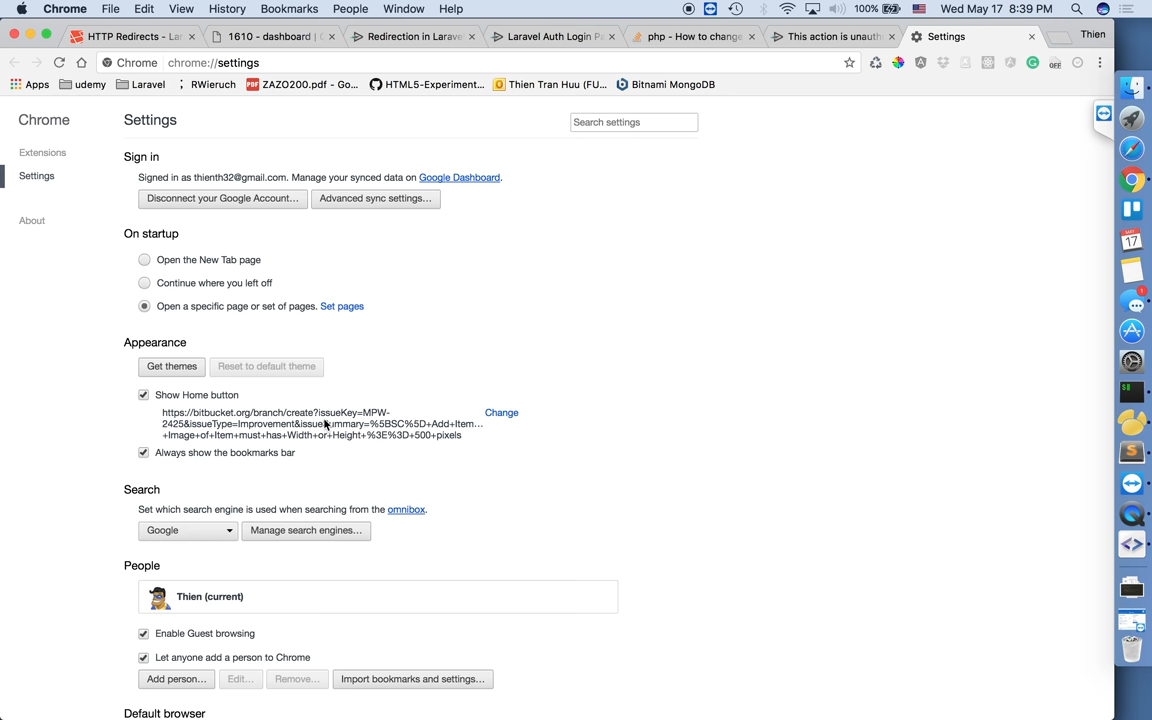 Chrome File Edit View History Bookmarks People Window Help 100% Wed May 17 8:39 PM
HTTP Redirects - La 1610 - dashboard | C Redirection in Larave Laravel Auth Login P php - How to change This action is unauth Settings Thien
Chrome chrome://settings
Apps udemy Laravel RWieruch PDF ZAZO200.pdf - Go... HTML5-Experiment... Thien Tran Huu (FU... Bitnami MongoDB
Chrome
Settings
Search settings
Extensions
Settings
About
Sign in
Signed in as thienth32@gmail.com. Manage your synced data on Google Dashboard.
Disconnect your Google Account... Advanced sync settings...
On startup
Open the New Tab page
Continue where you left off
Open a specific page or set of pages. Set pages
Appearance
Get themes Reset to default theme
Show Home button
https://bitbucket.org/branch/create?issueKey=MPW- Change
2425&issueType=Improvement&issueSummary=%5BSC%5D+Add+Item...
+Image+of+Item+must+has+Width+or+Height+%3E%3D+500+pixels
Always show the bookmarks bar
Search
Set which search engine is used when searching from the omnibox.
Google Manage search engines...
People
Thien (current)
Enable Guest browsing
Let anyone add a person to Chrome
Add person... Edit... Remove... Import bookmarks and settings...
Default browser
MAY
17
1